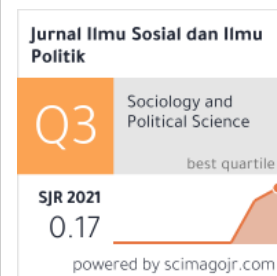 Jurnal Ilmu Sosial dan Ilmu
Politik
Q3
Sociology and
Political Science
best quartile
SJR 2021
0.17
powered by scimagojr.com